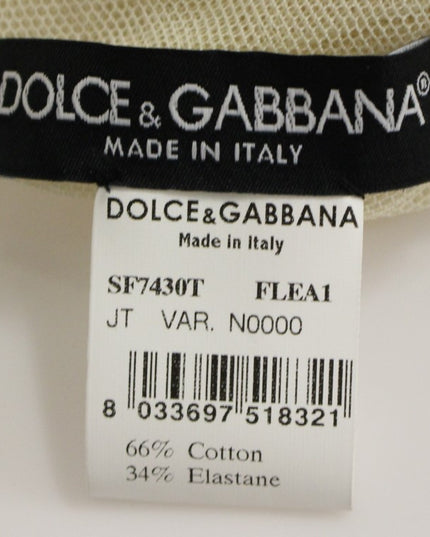 DOLCE & GABBANA®
MADE IN ITALY
DOLCE&GABBANA
Made in Italy
SF7430T FLEA1
JT VAR. N0000
8 033697 518321
66% Cotton
34% Elastane